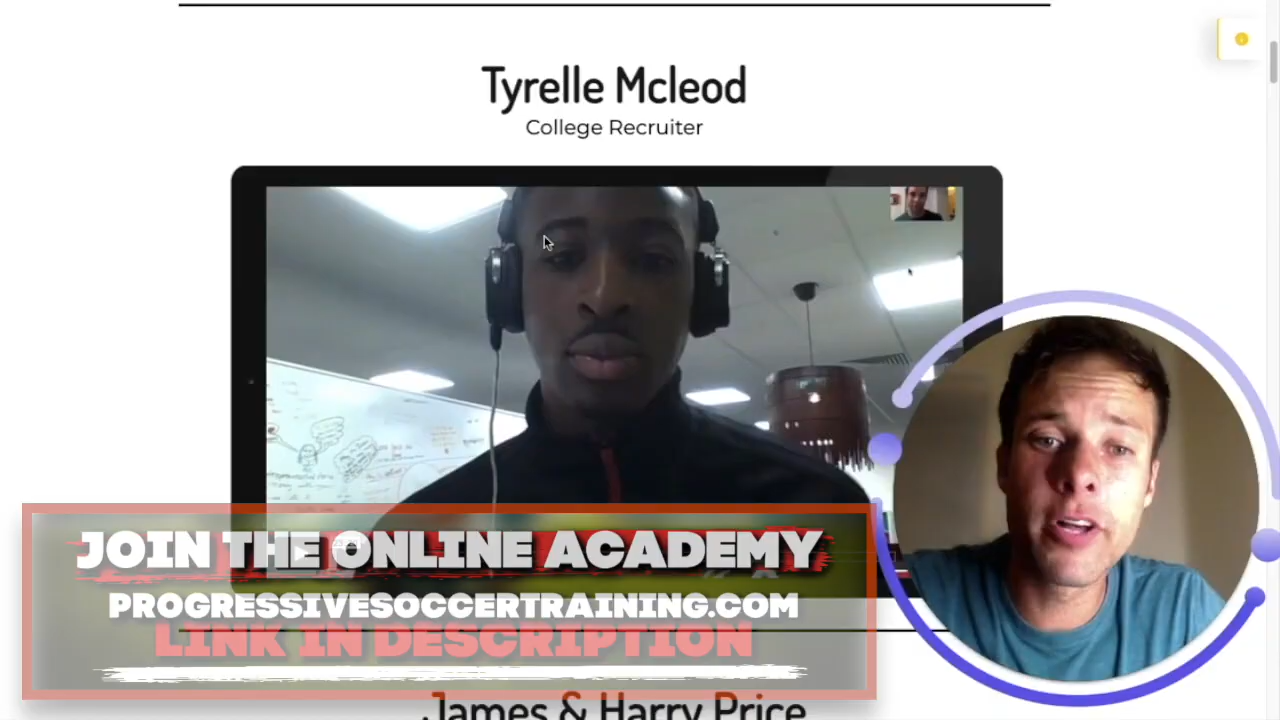 Tyrelle Mcleod
College Recruiter
JOIN THE ONLINE ACADEMY
PROGRESSIVESOCCERTRAINING.COM
LINK IN DESCRIPTION
James & Harry Price